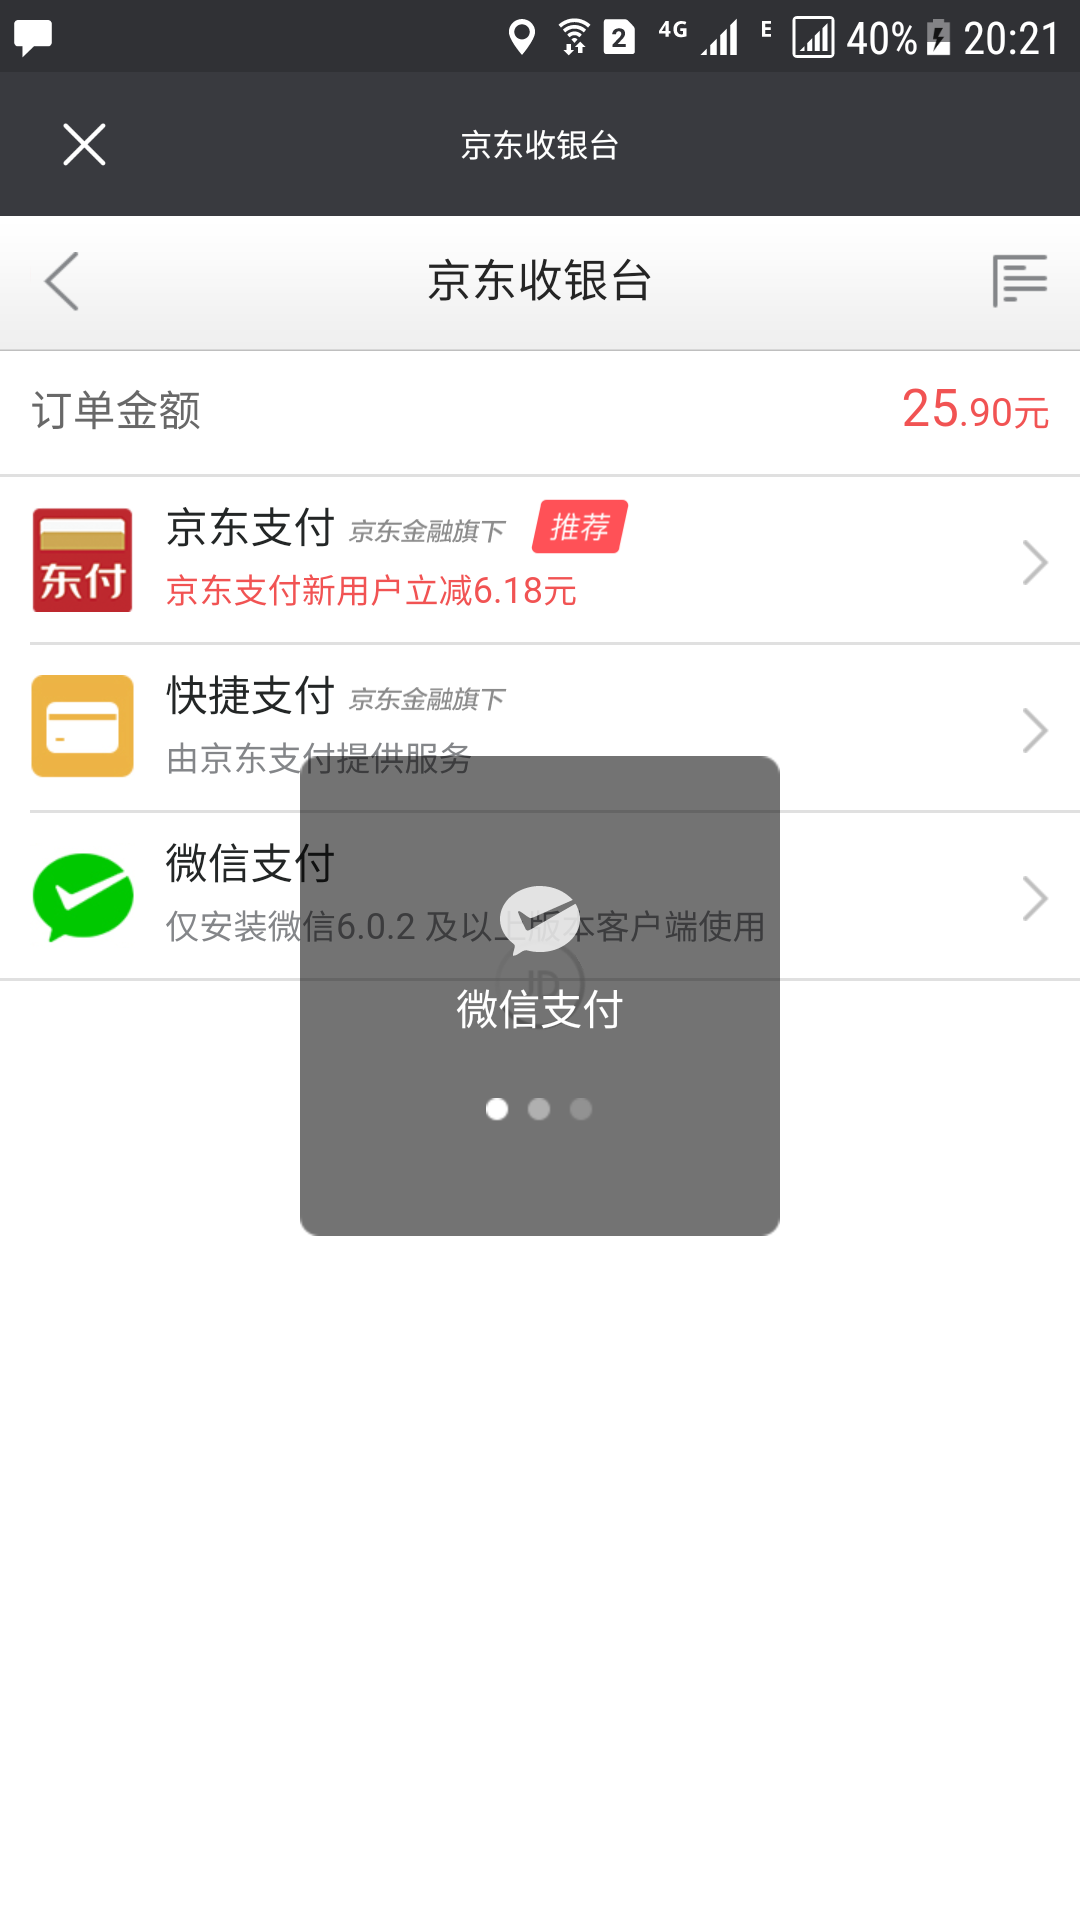 2 4G E 40% 20:21
京东收银台
京东收银台
订单金额 25.90元
京东支付 京东金融旗下 推荐
东付
京东支付新用户立减6.18元
快捷支付 京东金融旗下
由京东支付提供服务
微信支付
仅安装微信6.0.2 及以上版本客户端使用
JD
微信支付